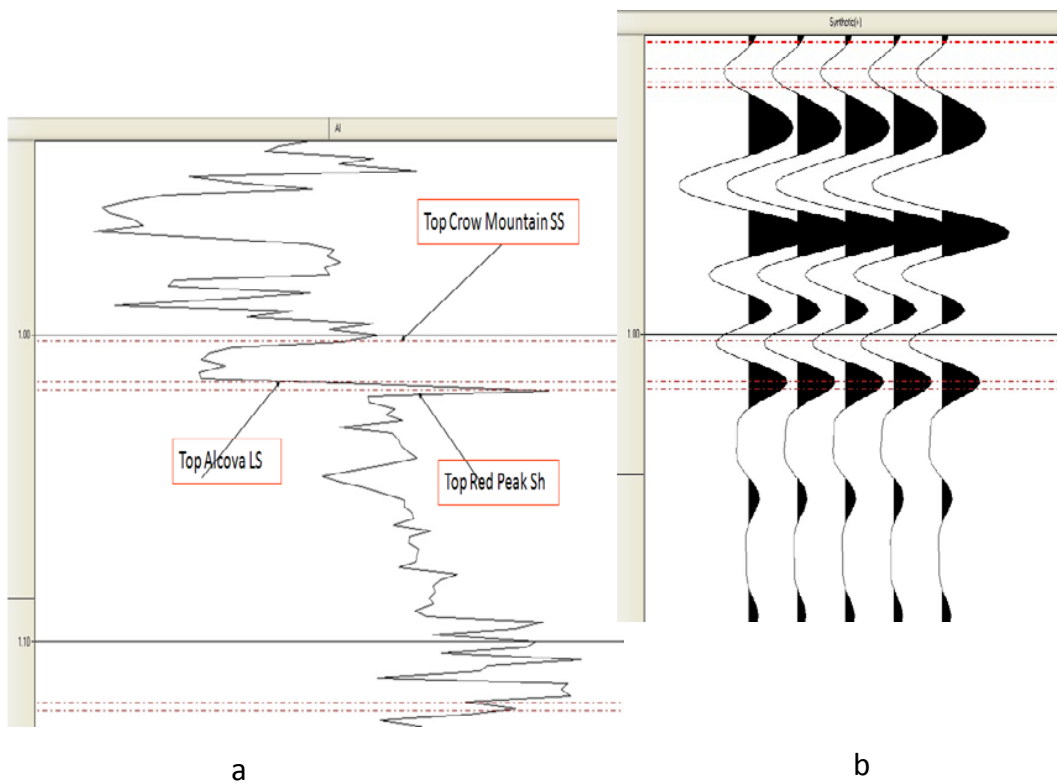 Synthetic(+)
AI
Top Crow Mountain SS
1.00
1.00
Top Alcova LS
Top Red Peak Sh
1.10
a
b